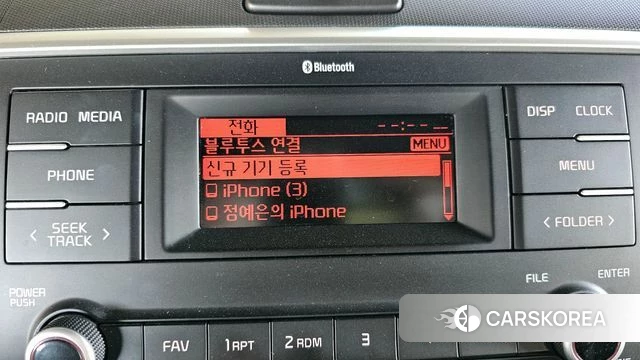 Bluetooth
RADIO MEDIA
DISP CLOCK
전화
--:-- --
블루투스 연결 MENU
신규 기기 등록
PHONE
MENU
iPhone (3)
정예은의 iPhone
< SEEK TRACK >
< FOLDER >
FILE
ENTER
POWER
PUSH
FAV
1 RPT
2 RDM
3
CARSKOREA